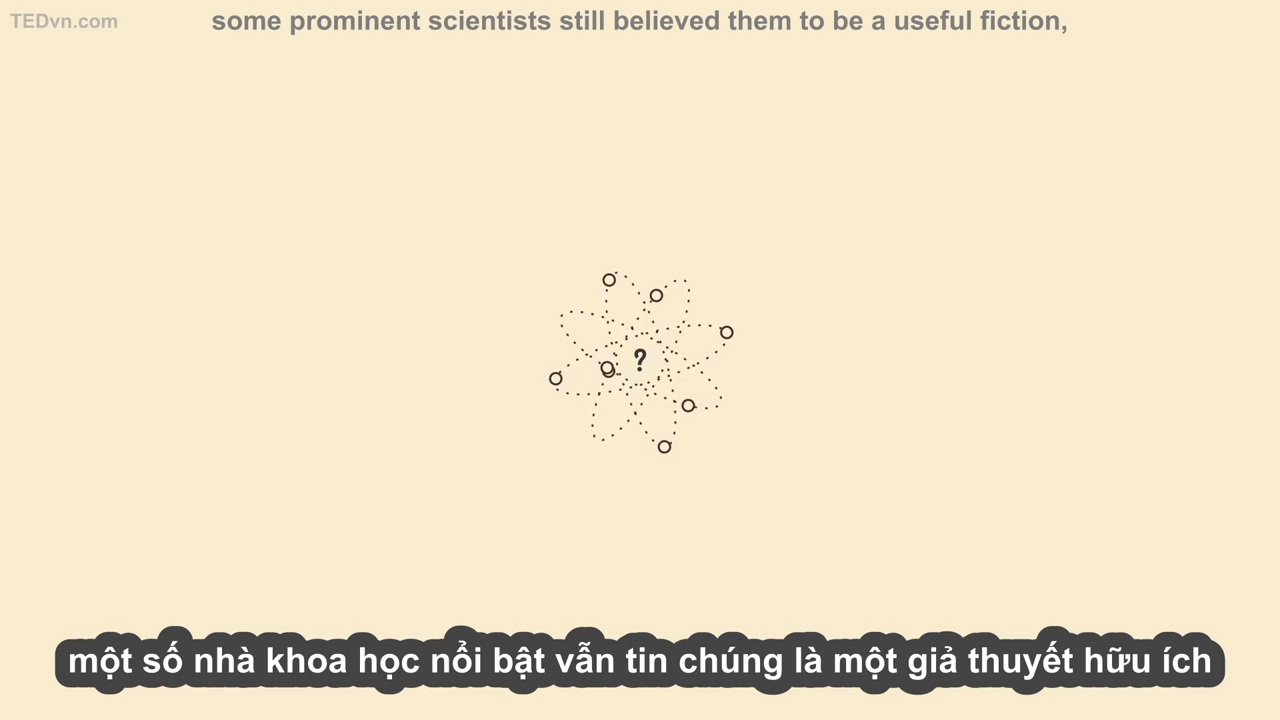 TEDvn.com
some prominent scientists still believed them to be a useful fiction,
?
một số nhà khoa học nổi bật vẫn tin chúng là một giả thuyết hữu ích